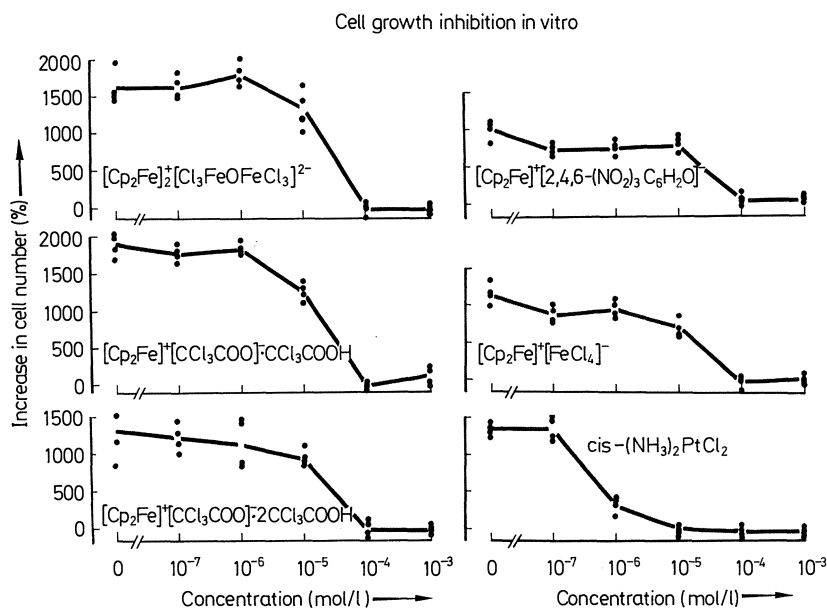 Cell growth inhibition in vitro
Increase in cell number (%)
2000
1500
1000
500
0
[Cp₂Fe]₂⁺[Cl₃FeOFeCl₃]²⁻
2000
1500
1000
500
0
[Cp₂Fe]⁺[CCl₃COO]⁻·CCl₃COOH
1500
1000
500
0
[Cp₂Fe]⁺[CCl₃COO]⁻·2CCl₃COOH
0 10⁻⁷ 10⁻⁶ 10⁻⁵ 10⁻⁴ 10⁻³
Concentration (mol/l)
[Cp₂Fe]⁺[2,4,6-(NO₂)₃C₆H₂O]⁻
[Cp₂Fe]⁺[FeCl₄]⁻
cis-(NH₃)₂PtCl₂
0 10⁻⁷ 10⁻⁶ 10⁻⁵ 10⁻⁴ 10⁻³
Concentration (mol/l)